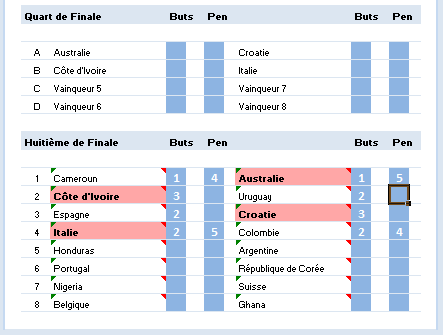 Quart de Finale Buts Pen Buts Pen
A Australie Croatie
B Côte d'Ivoire Italie
C Vainqueur 5 Vainqueur 7
D Vainqueur 6 Vainqueur 8
Huitième de Finale Buts Pen Buts Pen
1 Cameroun 1 4 Australie 1 5
2 Côte d'Ivoire 3 Uruguay 2
3 Espagne 2 Croatie 3
4 Italie 2 5 Colombie 2 4
5 Honduras Argentine
6 Portugal République de Corée
7 Nigeria Suisse
8 Belgique Ghana